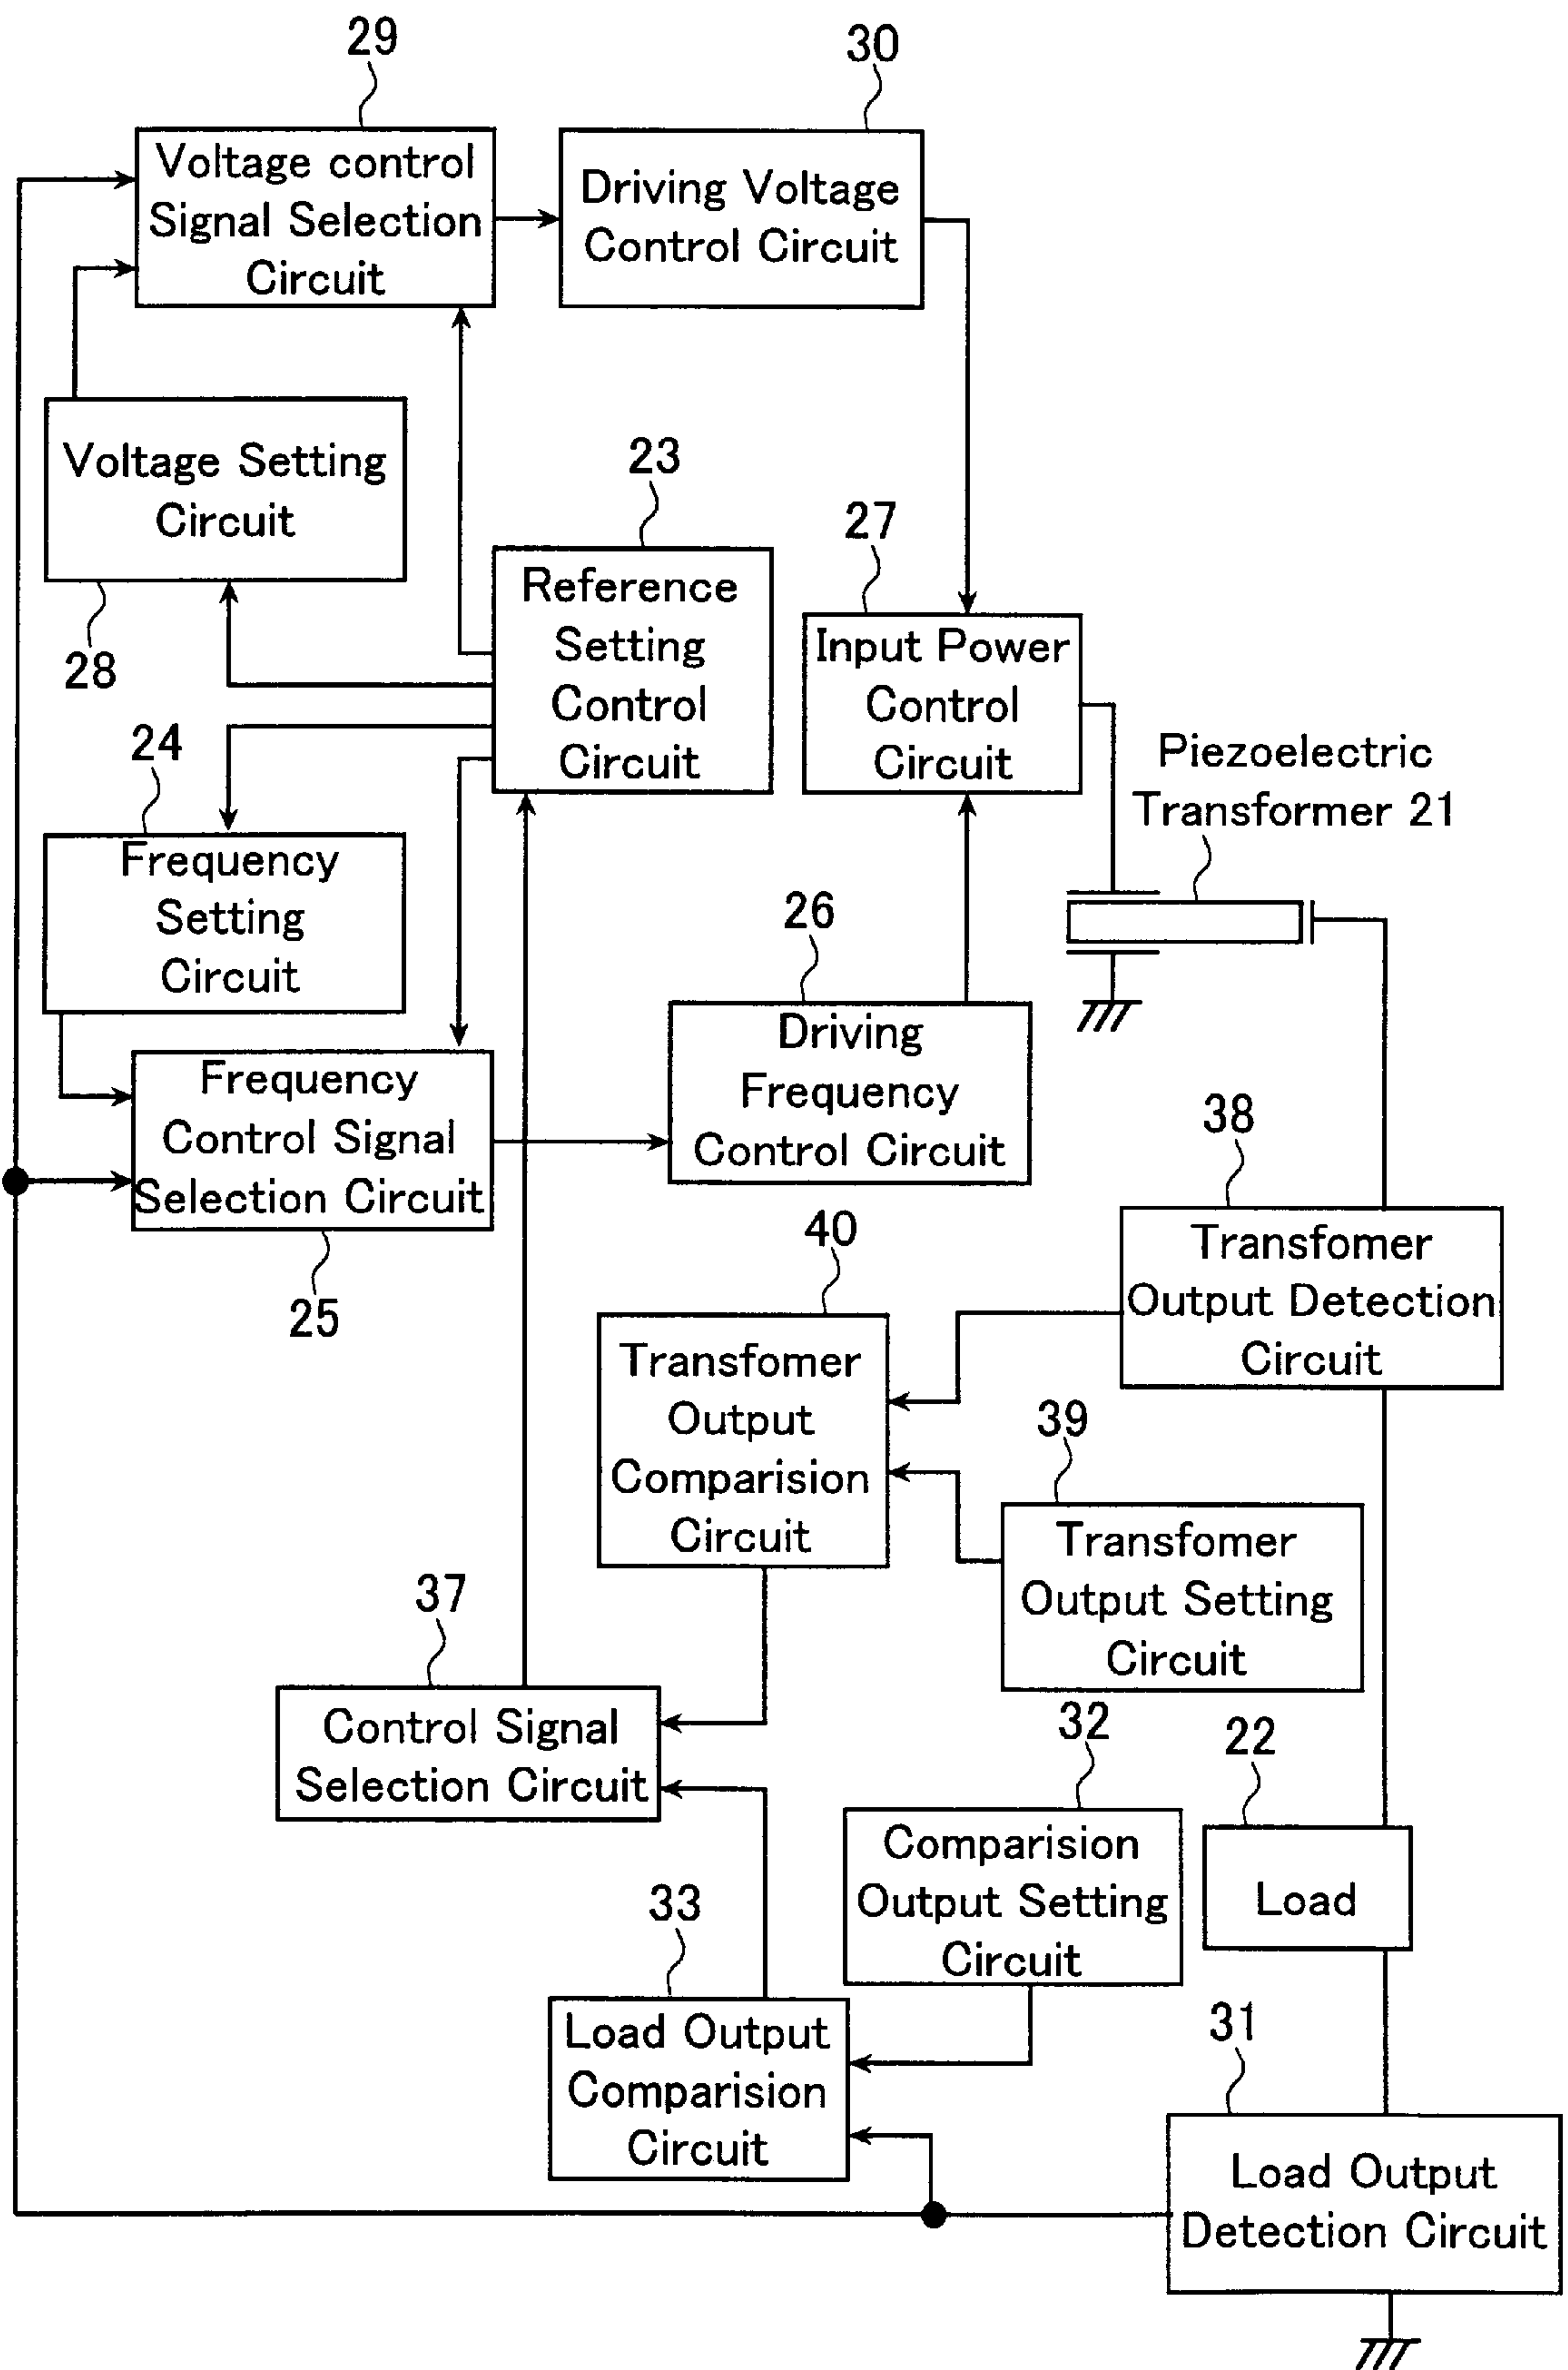 29
30
Voltage control
Signal Selection
Circuit
Driving Voltage
Control Circuit
Voltage Setting
Circuit
28
23
Reference
Setting
Control
Circuit
27
Input Power
Control
Circuit
Piezoelectric
Transformer 21
24
Frequency
Setting
Circuit
26
Driving
Frequency
Control Circuit
Frequency
Control Signal
Selection Circuit
25
38
Transfomer
Output Detection
Circuit
40
Transfomer
Output
Comparision
Circuit
39
Transfomer
Output Setting
Circuit
37
Control Signal
Selection Circuit
32
Comparision
Output Setting
Circuit
22
Load
33
Load Output
Comparision
Circuit
31
Load Output
Detection Circuit